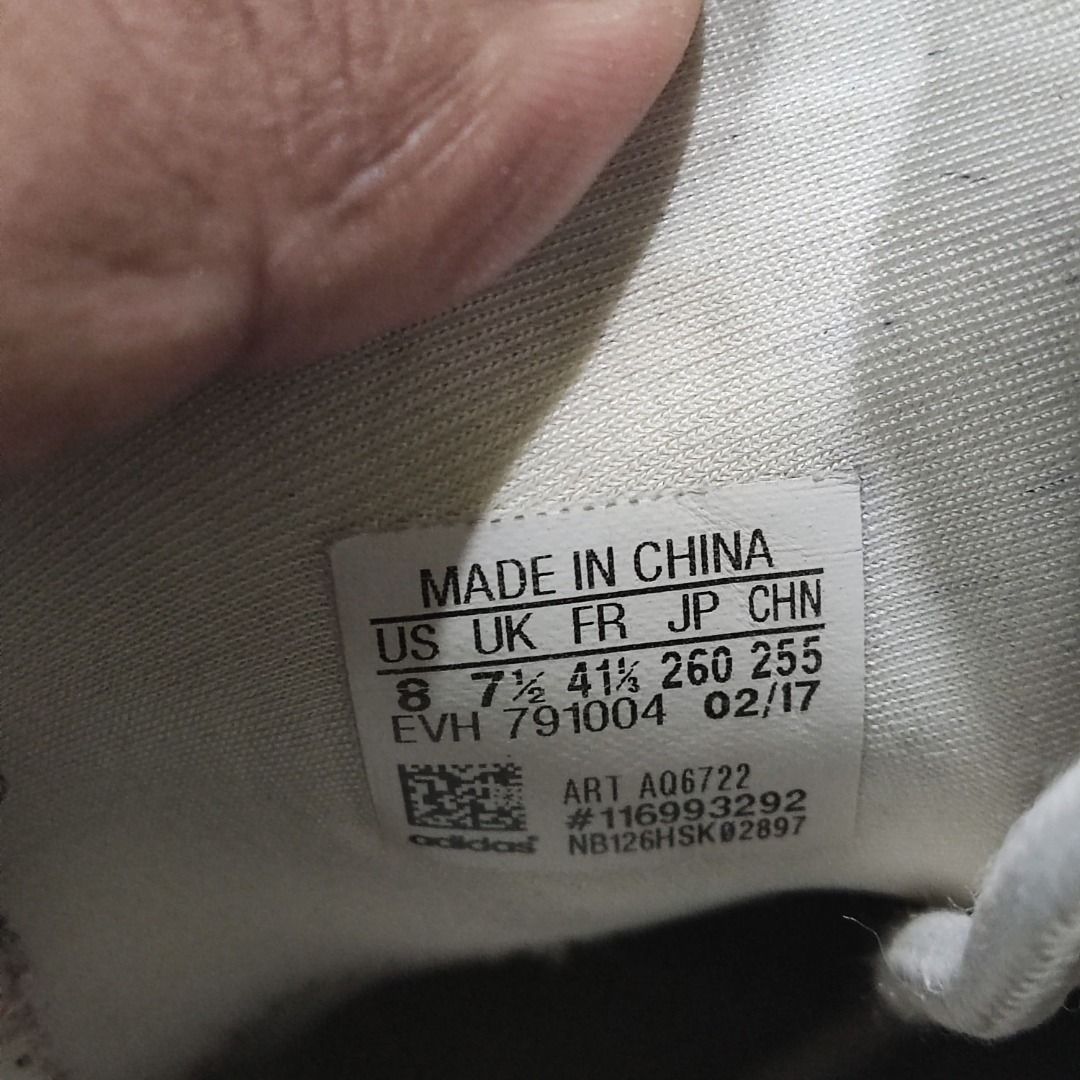 MADE IN CHINA
US UK FR JP CHN
8 7½ 41⅓ 260 255
EVH 791004 02/17
ART AQ6722
#116993292
adidas NB126HSK02897